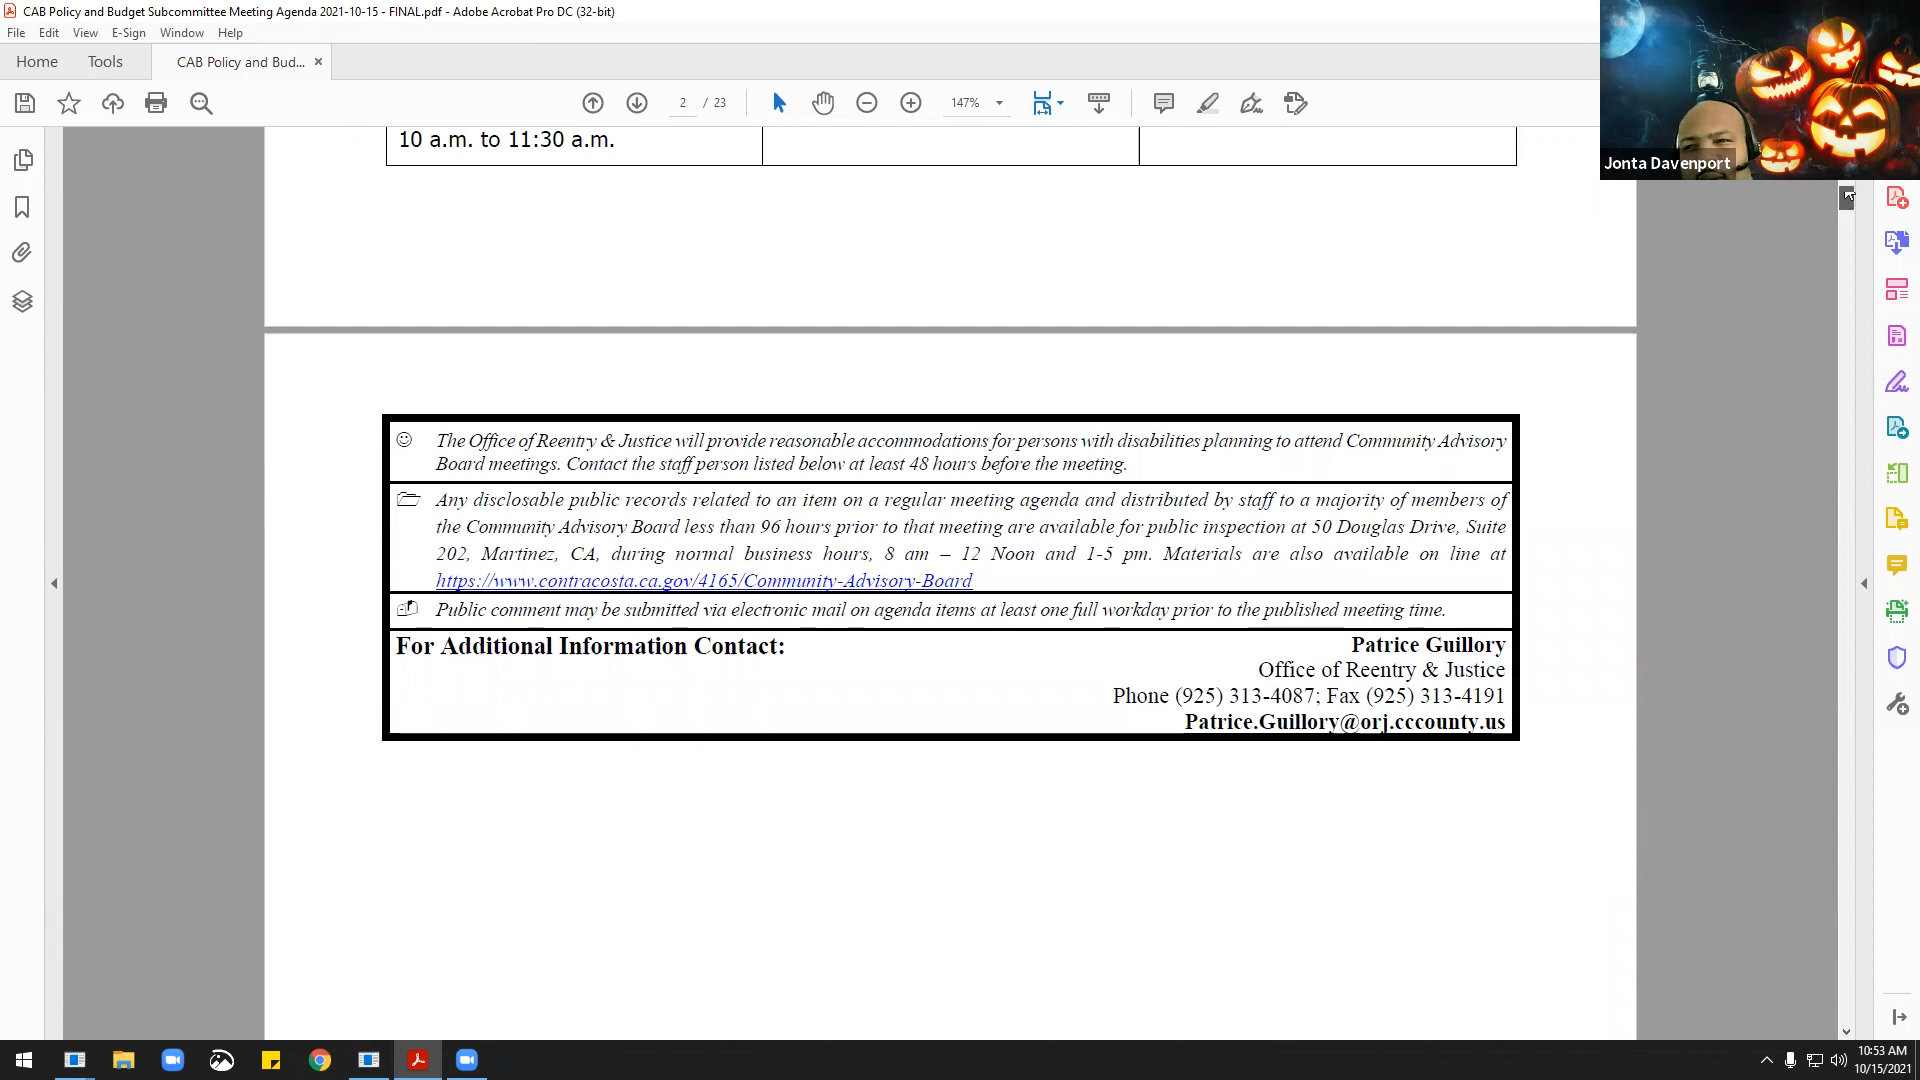 CAB Policy and Budget Subcommittee Meeting Agenda 2021-10-15 - FINAL.pdf - Adobe Acrobat Pro DC (32-bit)
File Edit View E-Sign Window Help
Home Tools CAB Policy and Bud... ×
2 / 23 147%
Jonta Davenport
10 a.m. to 11:30 a.m.
The Office of Reentry & Justice will provide reasonable accommodations for persons with disabilities planning to attend Community Advisory
Board meetings. Contact the staff person listed below at least 48 hours before the meeting.
Any disclosable public records related to an item on a regular meeting agenda and distributed by staff to a majority of members of
the Community Advisory Board less than 96 hours prior to that meeting are available for public inspection at 50 Douglas Drive, Suite
202, Martinez, CA, during normal business hours, 8 am – 12 Noon and 1-5 pm. Materials are also available on line at
https://www.contracosta.ca.gov/4165/Community-Advisory-Board
Public comment may be submitted via electronic mail on agenda items at least one full workday prior to the published meeting time.
For Additional Information Contact: Patrice Guillory
Office of Reentry & Justice
Phone (925) 313-4087; Fax (925) 313-4191
Patrice.Guillory@orj.cccounty.us
10:53 AM
10/15/2021